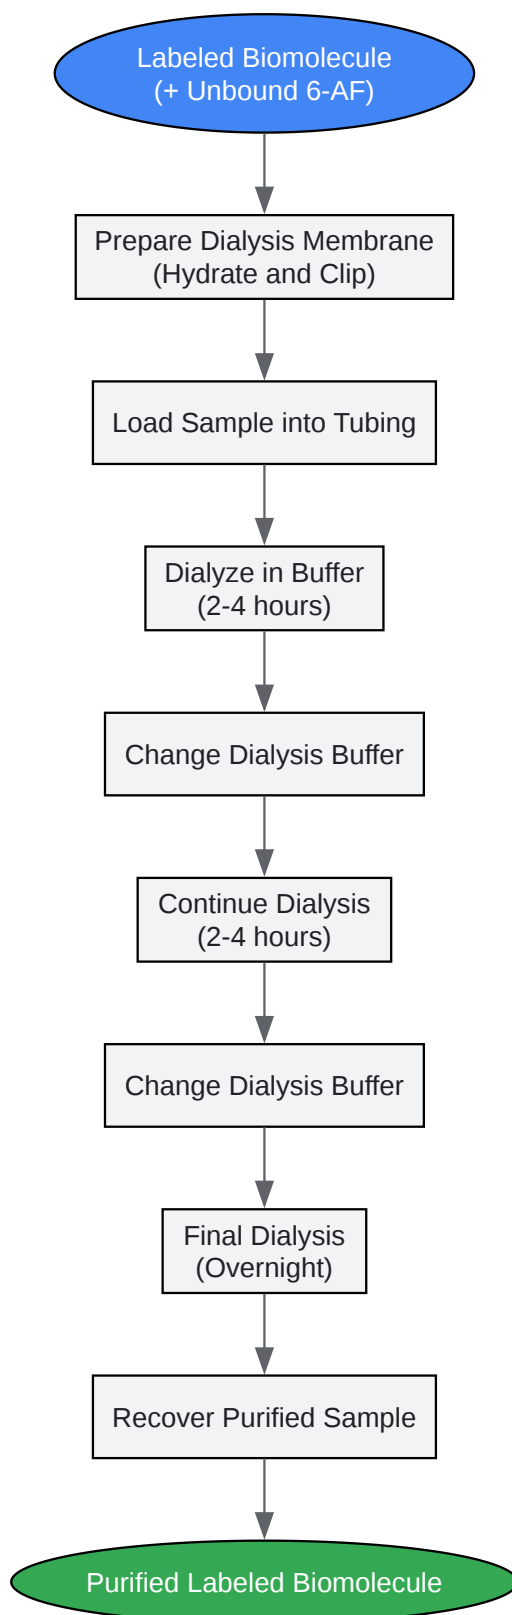 Labeled Biomolecule
(+ Unbound 6-AF)
Prepare Dialysis Membrane
(Hydrate and Clip)
Load Sample into Tubing
Dialyze in Buffer
(2-4 hours)
Change Dialysis Buffer
Continue Dialysis
(2-4 hours)
Change Dialysis Buffer
Final Dialysis
(Overnight)
Recover Purified Sample
Purified Labeled Biomolecule